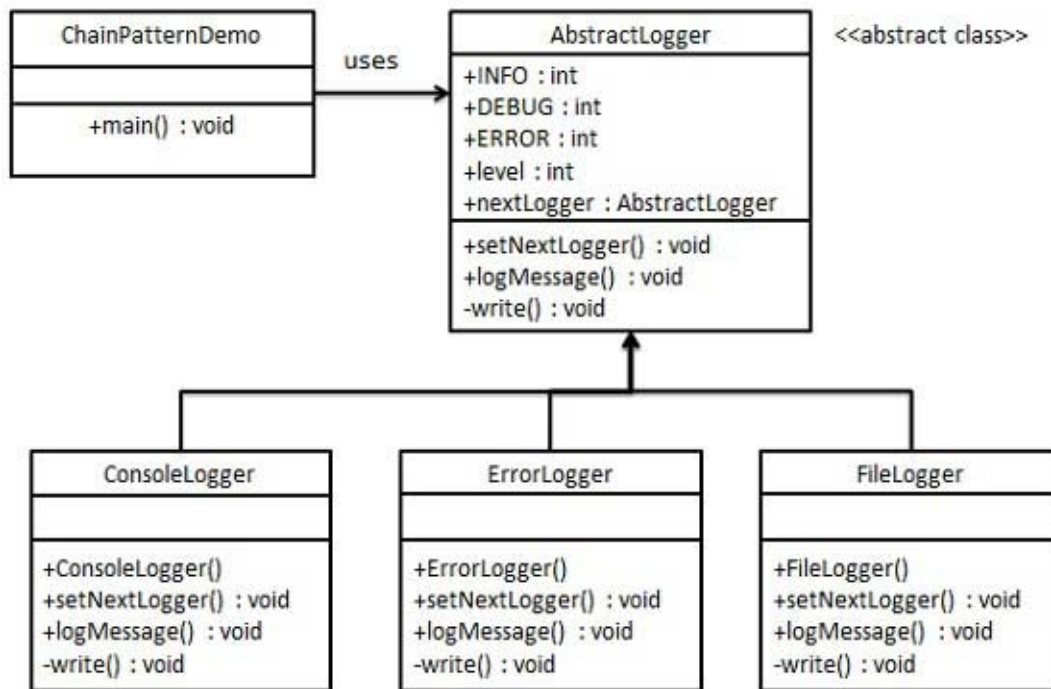 ChainPatternDemo
+main() : void
uses
AbstractLogger
+INFO : int
+DEBUG : int
+ERROR : int
+level : int
+nextLogger : AbstractLogger
+setNextLogger() : void
+logMessage() : void
-write() : void
<<abstract class>>
ConsoleLogger
+ConsoleLogger()
+setNextLogger() : void
+logMessage() : void
-write() : void
ErrorLogger
+ErrorLogger()
+setNextLogger() : void
+logMessage() : void
-write() : void
FileLogger
+FileLogger()
+setNextLogger() : void
+logMessage() : void
-write() : void